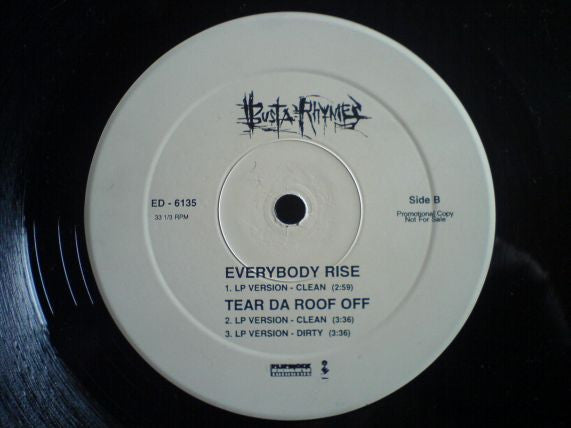 BUSTA RHYMES
ED - 6135
33 1/3 RPM
Side B
Promotional Copy
Not For Sale
EVERYBODY RISE
1. LP VERSION - CLEAN (2:59)
TEAR DA ROOF OFF
2. LP VERSION - CLEAN (3:36)
3. LP VERSION - DIRTY (3:36)